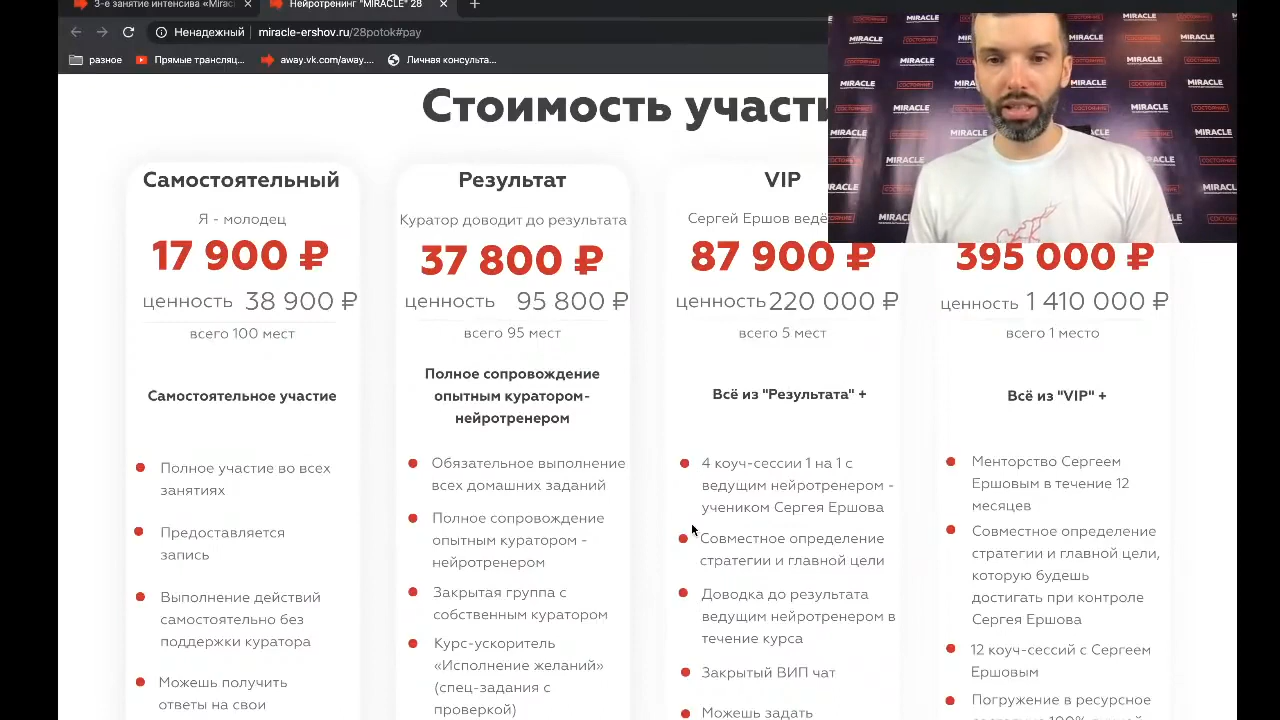 3-е занятие интенсива «Mirac
Нейротренинг "MIRACLE" 28
Ненадежный
miracle-ershov.ru/28potok#pay
разное
Прямые трансляц...
away.vk.com/away....
Личная консульта...
MIRACLE
СОСТОЯНИЕ
Стоимость участи
Самостоятельный
Я - молодец
17 900 ₽
ценность 38 900 ₽
всего 100 мест
Самостоятельное участие
Полное участие во всех
занятиях
Предоставляется
запись
Выполнение действий
самостоятельно без
поддержки куратора
Можешь получить
ответы на свои
Результат
Куратор доводит до результата
37 800 ₽
ценность 95 800 ₽
всего 95 мест
Полное сопровождение
опытным куратором-
нейротренером
Обязательное выполнение
всех домашних заданий
Полное сопровождение
опытным куратором -
нейротренером
Закрытая группа с
собственным куратором
Курс-ускоритель
«Исполнение желаний»
(спец-задания с
проверкой)
VIP
Сергей Ершов ведё
87 900 ₽
ценность 220 000 ₽
всего 5 мест
Всё из "Результата" +
4 коуч-сессии 1 на 1 с
ведущим нейротренером -
учеником Сергея Ершова
Совместное определение
стратегии и главной цели
Доводка до результата
ведущим нейротренером в
течение курса
Закрытый ВИП чат
Можешь задать
395 000 ₽
ценность 1 410 000 ₽
всего 1 место
Всё из "VIP" +
Менторство Сергеем
Ершовым в течение 12
месяцев
Совместное определение
стратегии и главной цели,
которую будешь
достигать при контроле
Сергея Ершова
12 коуч-сессий с Сергеем
Ершовым
Погружение в ресурсное